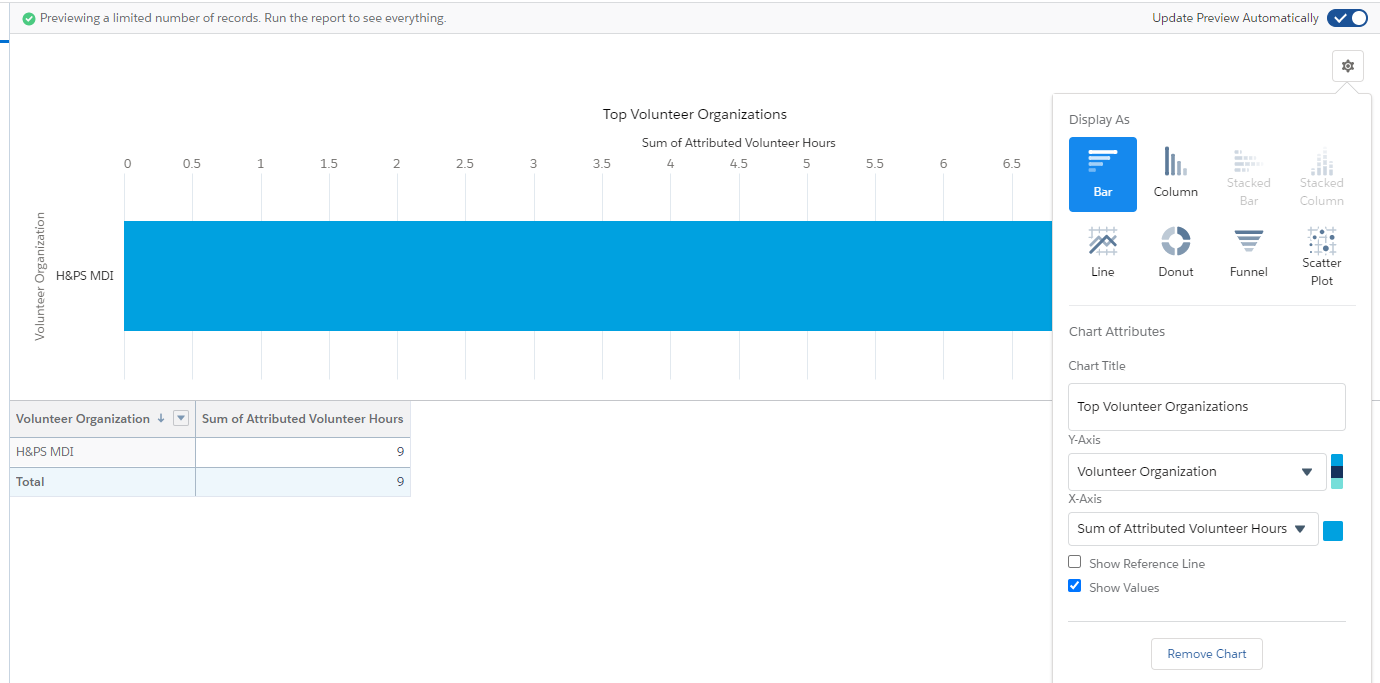 Previewing a limited number of records. Run the report to see everything.
Update Preview Automatically
Top Volunteer Organizations
Sum of Attributed Volunteer Hours
0 0.5 1 1.5 2 2.5 3 3.5 4 4.5 5 5.5 6 6.5
Volunteer Organization
H&PS MDI
Volunteer Organization Sum of Attributed Volunteer Hours
H&PS MDI 9
Total 9
Display As
Bar
Column
Stacked
Bar
Stacked
Column
Line
Donut
Funnel
Scatter
Plot
Chart Attributes
Chart Title
Top Volunteer Organizations
Y-Axis
Volunteer Organization
X-Axis
Sum of Attributed Volunteer Hours
Show Reference Line
Show Values
Remove Chart